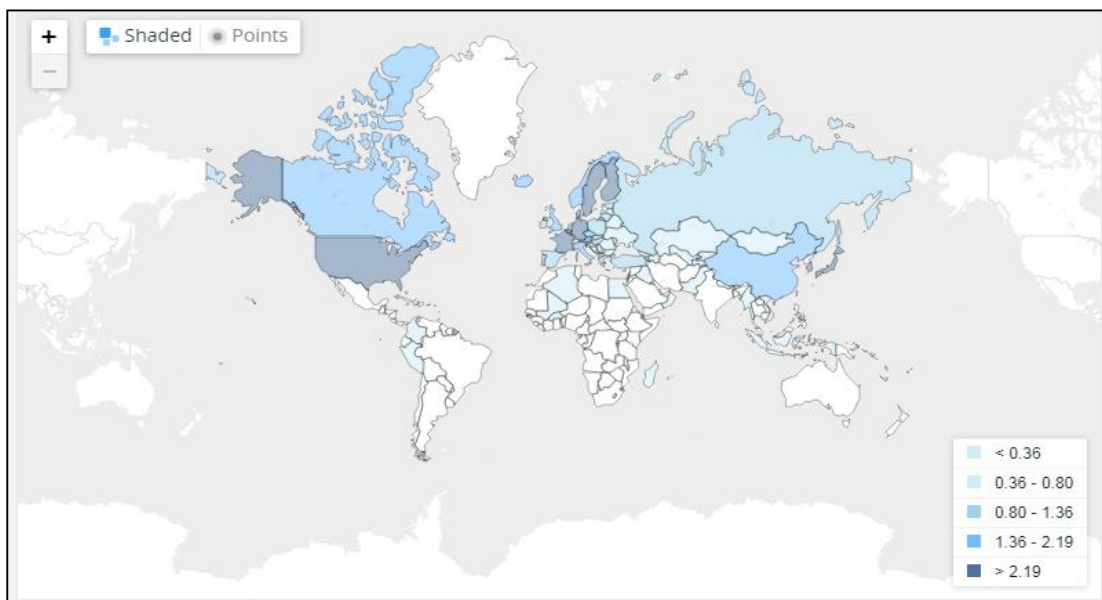 +
Shaded
Points
−
< 0.36
0.36 - 0.80
0.80 - 1.36
1.36 - 2.19
> 2.19